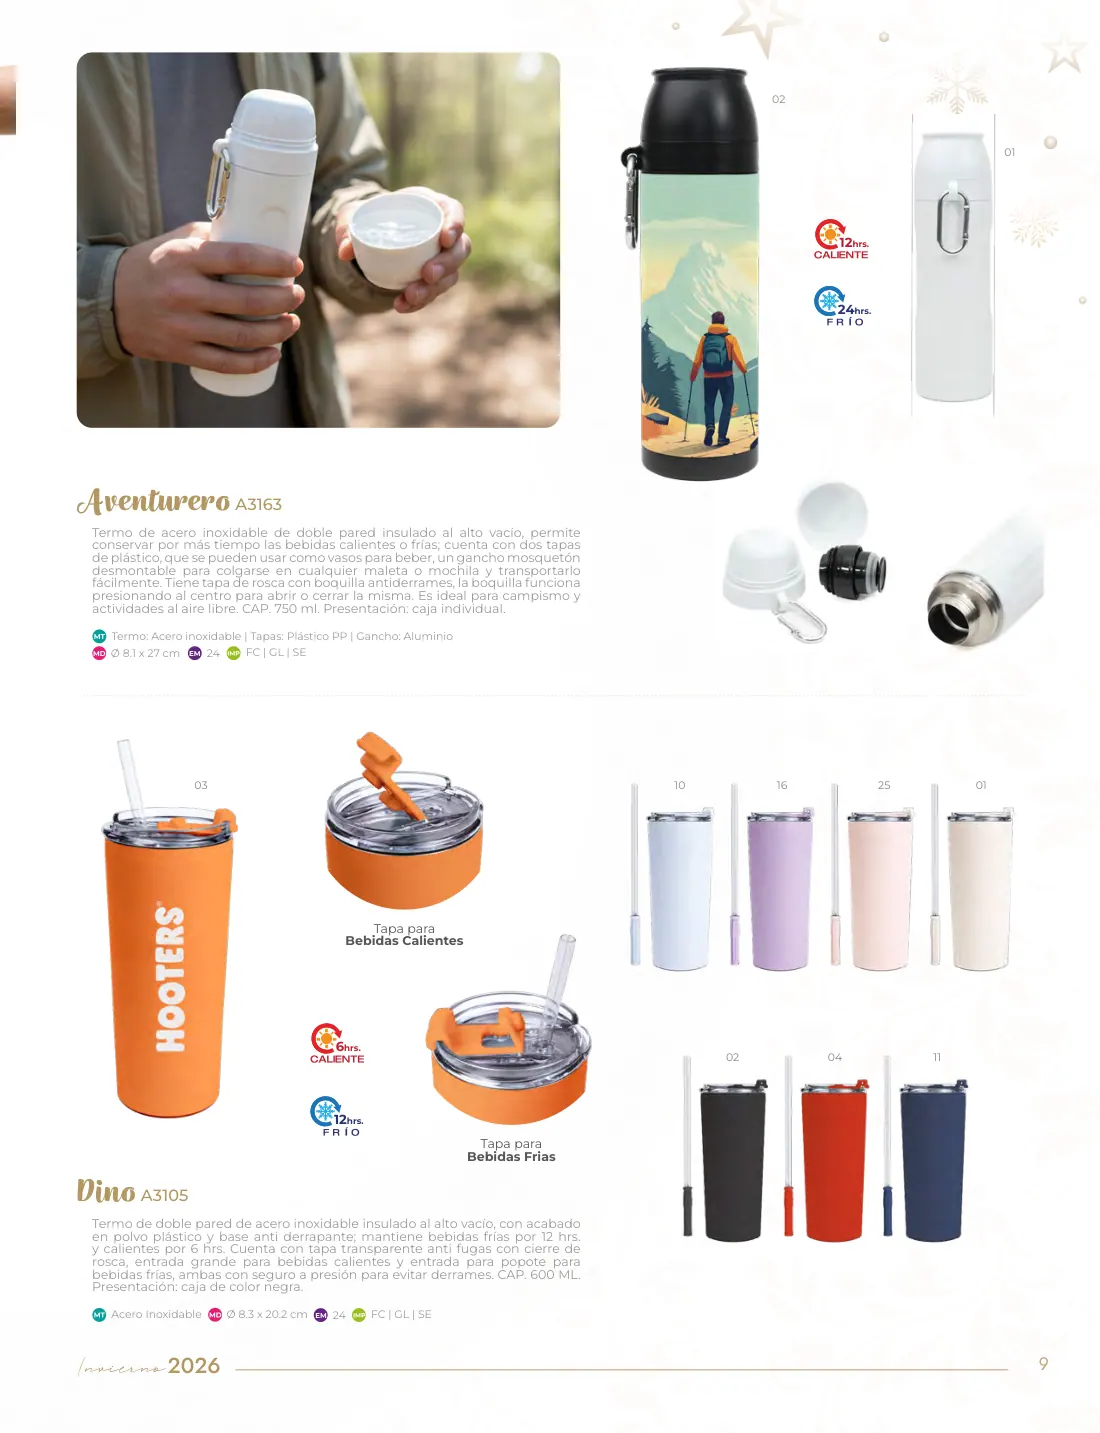 02
01
12hrs.
CALIENTE
24hrs.
FRÍO
Aventurero A3163
Termo de acero inoxidable de doble pared insulado al alto vacío, permite
conservar por más tiempo las bebidas calientes o frías; cuenta con dos tapas
de plástico, que se pueden usar como vasos para beber, un gancho mosquetón
desmontable para colgarse en cualquier maleta o mochila y transportarlo
fácilmente. Tiene tapa de rosca con boquilla antiderrames, la boquilla funciona
presionando al centro para abrir o cerrar la misma. Es ideal para campismo y
actividades al aire libre. CAP. 750 ml. Presentación: caja individual.
MT Termo: Acero inoxidable | Tapas: Plástico PP | Gancho: Aluminio
MD Ø 8.1 x 27 cm EM 24 IMP FC | GL | SE
03
10
16
25
01
HOOTERS
Tapa para
Bebidas Calientes
6hrs.
CALIENTE
12hrs.
FRÍO
Tapa para
Bebidas Frias
02
04
11
Dino A3105
Termo de doble pared de acero inoxidable insulado al alto vacío, con acabado
en polvo plástico y base anti derrapante; mantiene bebidas frías por 12 hrs.
y calientes por 6 hrs. Cuenta con tapa transparente anti fugas con cierre de
rosca, entrada grande para bebidas calientes y entrada para popote para
bebidas frías, ambas con seguro a presión para evitar derrames. CAP. 600 ML.
Presentación: caja de color negra.
MT Acero Inoxidable MD Ø 8.3 x 20.2 cm EM 24 IMP FC | GL | SE
Invierno 2026
9